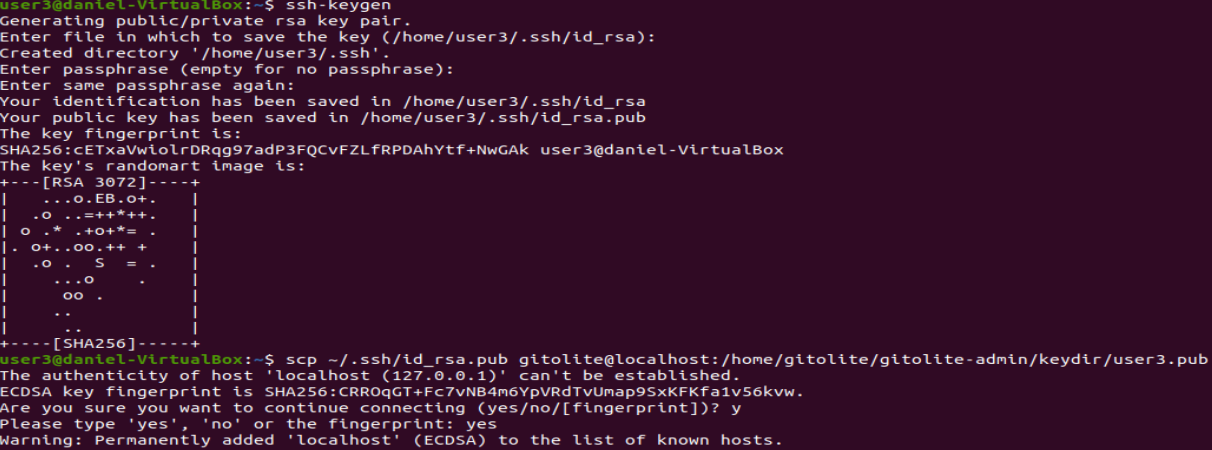 user3@daniel-VirtualBox:~$ ssh-keygen
Generating public/private rsa key pair.
Enter file in which to save the key (/home/user3/.ssh/id_rsa):
Created directory '/home/user3/.ssh'.
Enter passphrase (empty for no passphrase):
Enter same passphrase again:
Your identification has been saved in /home/user3/.ssh/id_rsa
Your public key has been saved in /home/user3/.ssh/id_rsa.pub
The key fingerprint is:
SHA256:cETxaVwiolrDRqg97adP3FQCvFZLfRPDAhYtf+NwGAk user3@daniel-VirtualBox
The key's randomart image is:
+---[RSA 3072]----+
|    ...o.EB.o+.   |
|   .o ..=++*++.   |
|  o .* .+o+*= .   |
|. o+..oo.++ +     |
|   .o .  S  = .   |
|     ...o    .    |
|      oo .        |
|     ..           |
|      ..          |
+----[SHA256]-----+
user3@daniel-VirtualBox:~$ scp ~/.ssh/id_rsa.pub gitolite@localhost:/home/gitolite/gitolite-admin/keydir/user3.pub
The authenticity of host 'localhost (127.0.0.1)' can't be established.
ECDSA key fingerprint is SHA256:CRROqGT+Fc7vNB4m6YpVRdTvUmap9SxKFKfa1v56kvw.
Are you sure you want to continue connecting (yes/no/[fingerprint])? y
Please type 'yes', 'no' or the fingerprint: yes
Warning: Permanently added 'localhost' (ECDSA) to the list of known hosts.